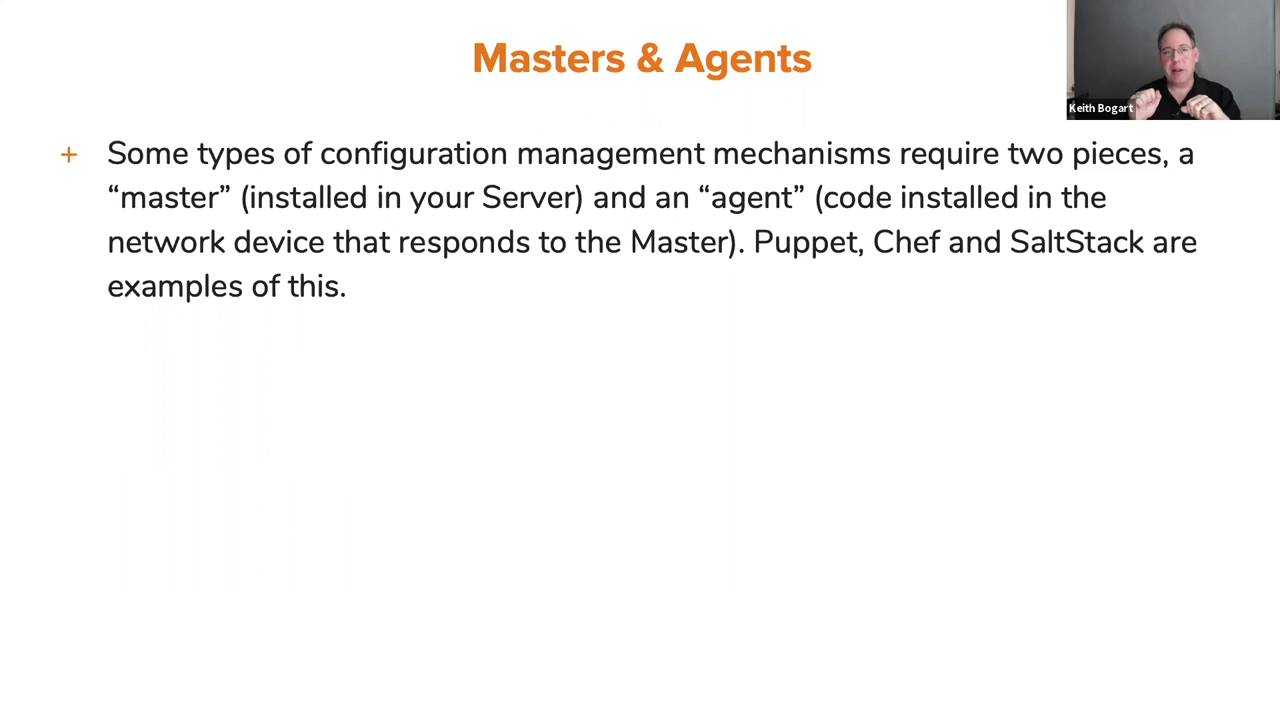 Masters & Agents
Keith Bogart
+ Some types of configuration management mechanisms require two pieces, a
“master” (installed in your Server) and an “agent” (code installed in the
network device that responds to the Master). Puppet, Chef and SaltStack are
examples of this.